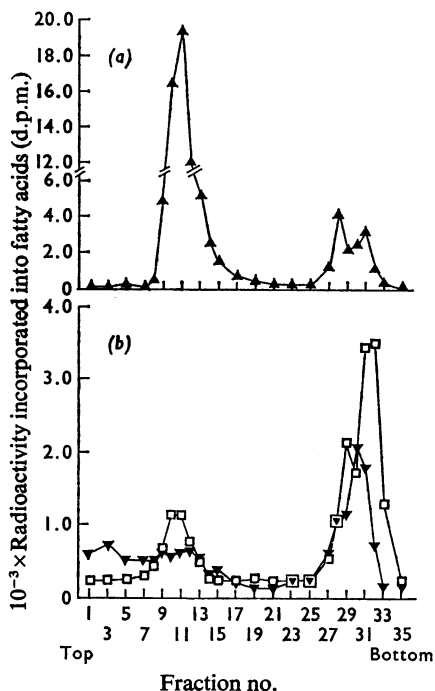 10⁻³ × Radioactivity incorporated into fatty acids (d.p.m.)
20.0
(a)
18.0
16.0
14.0
12.0
6.0
4.0
2.0
0
4.0
(b)
3.0
2.0
1.0
0
1 5 9 13 17 21 25 29 33
3 7 11 15 19 23 27 31 35
Top Bottom
Fraction no.